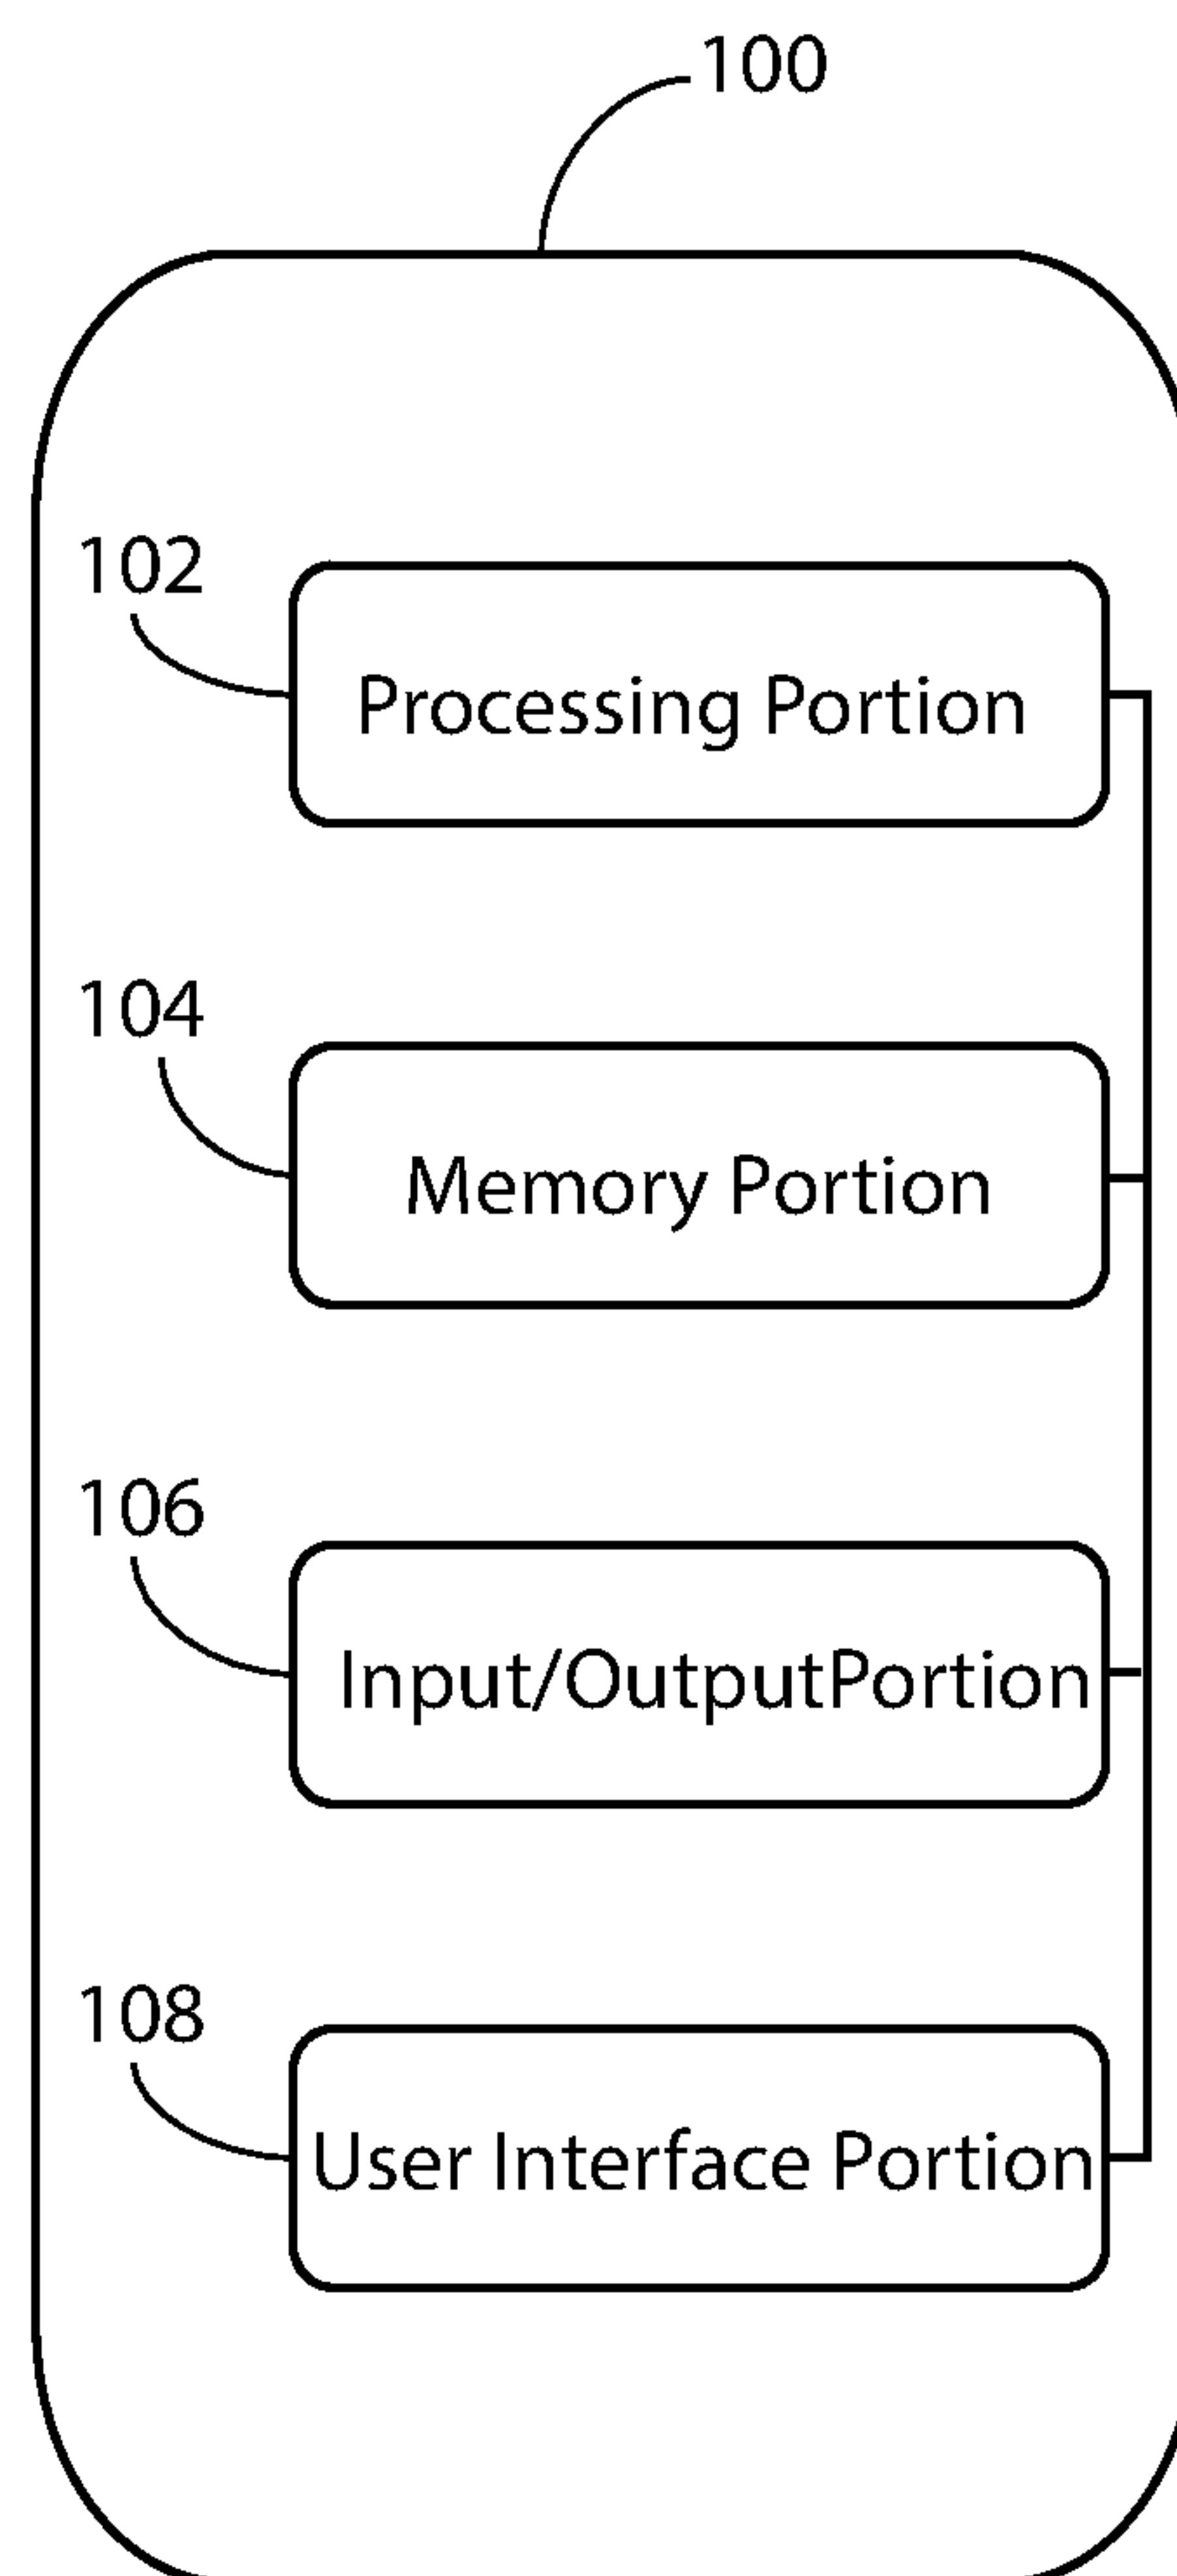 100
102
Processing Portion
104
Memory Portion
106
Input/OutputPortion
108
User Interface Portion